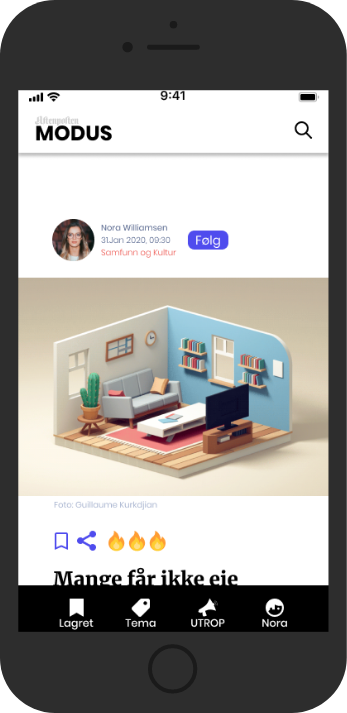 9:41
Aftenposten
MODUS
Nora Williamsen
31.Jan 2020, 09:30
Samfunn og Kultur
Følg
Foto: Guillaume Kurkdjian
Mange får ikke eie
Lagret
Tema
UTROP
Nora